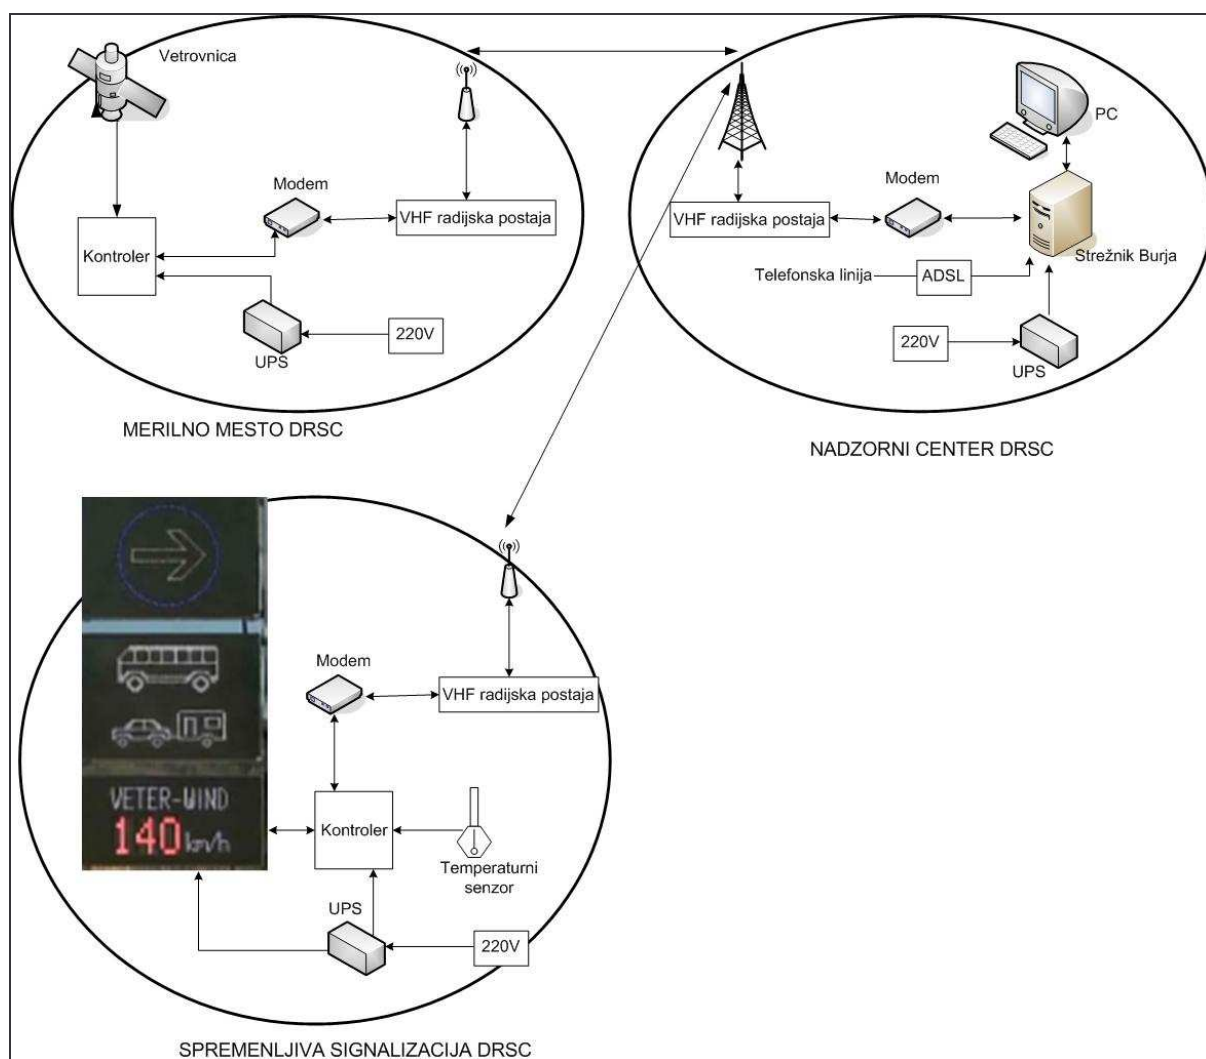 Vetrovnica
Modem
VHF radijska postaja
Kontroler
220V
UPS
MERILNO MESTO DRSC
PC
Modem
VHF radijska postaja
Strežnik Burja
Telefonska linija
ADSL
220V
UPS
NADZORNI CENTER DRSC
Modem
VHF radijska postaja
VETER-WIND
140 km/h
Kontroler
Temperaturni
senzor
UPS
220V
SPREMENLJIVA SIGNALIZACIJA DRSC